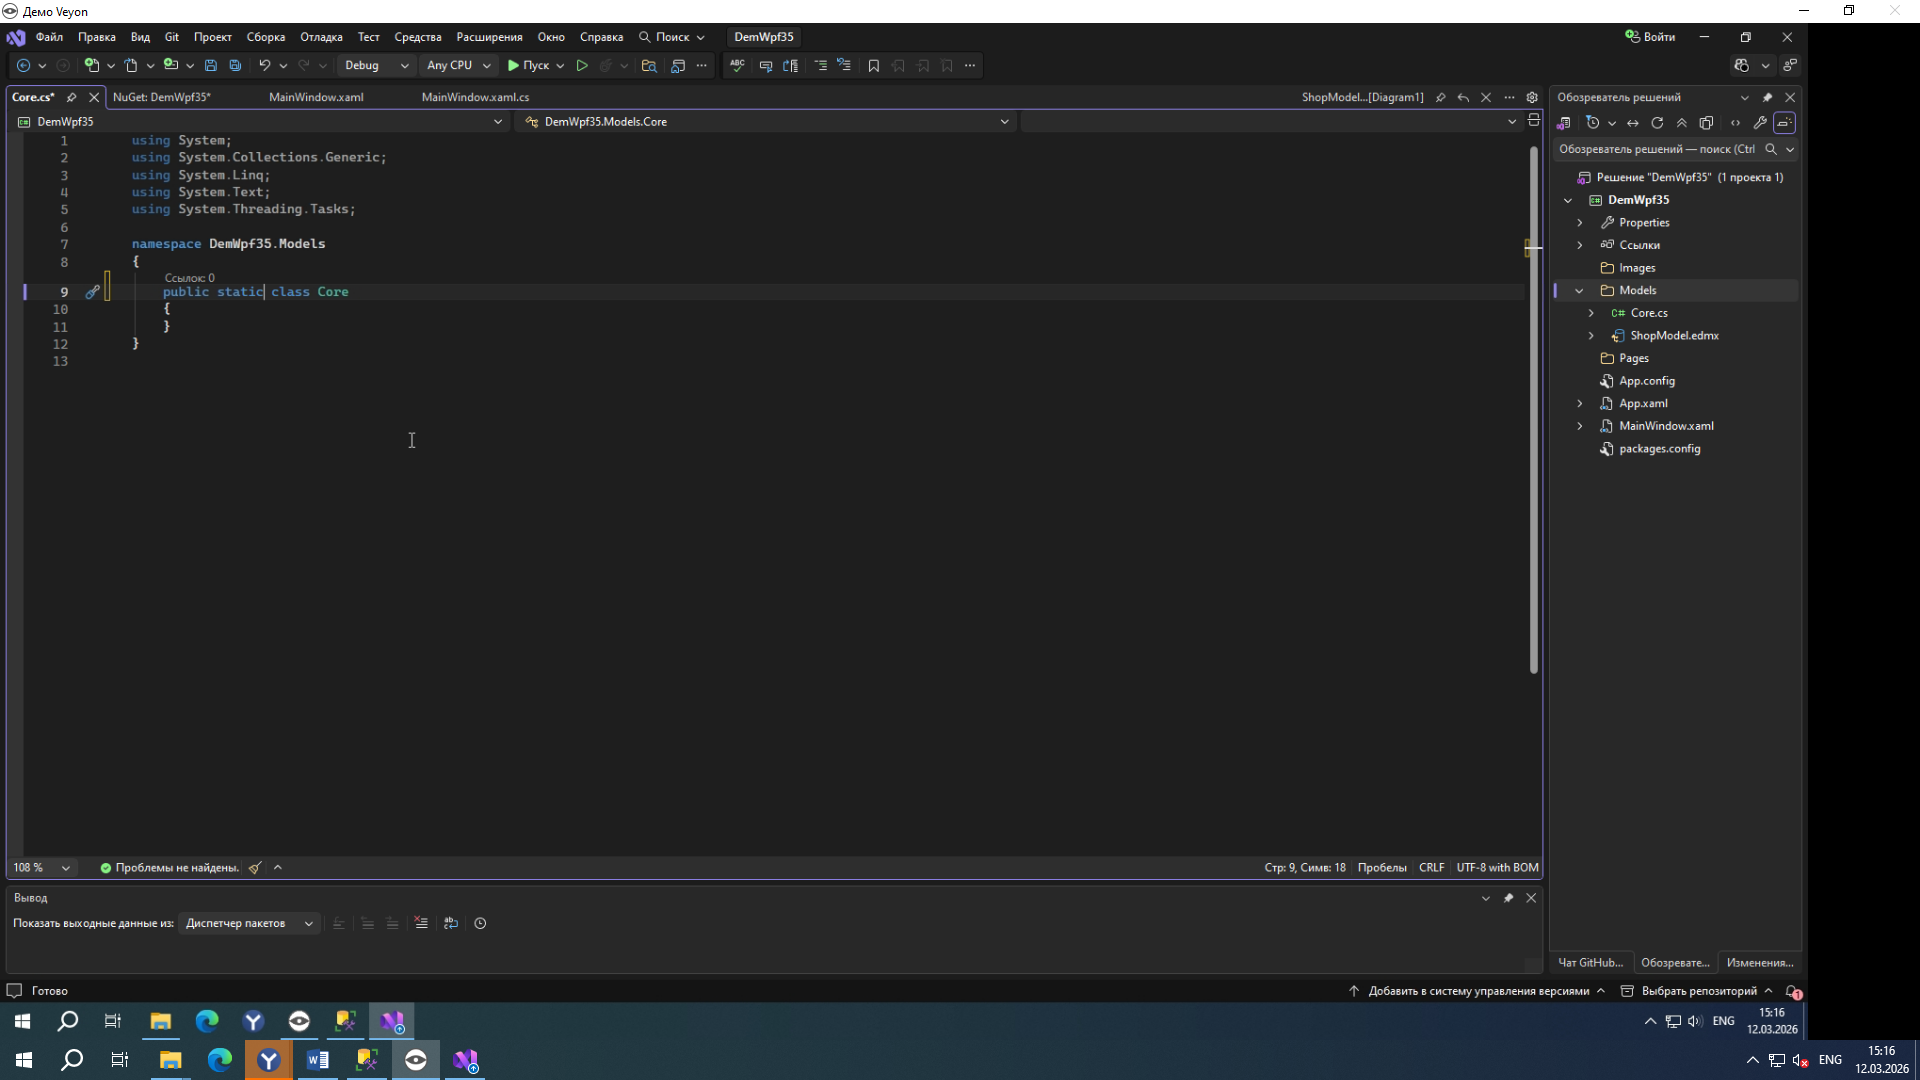 Демо Veyon
Файл Правка Вид Git Проект Сборка Отладка Тест Средства Расширения Окно Справка Поиск DemWpf35 Войти
Debug Any CPU Пуск
Core.cs* NuGet: DemWpf35* MainWindow.xaml MainWindow.xaml.cs ShopModel...[Diagram1]
DemWpf35 DemWpf35.Models.Core
1 using System;
2 using System.Collections.Generic;
3 using System.Linq;
4 using System.Text;
5 using System.Threading.Tasks;
6
7 namespace DemWpf35.Models
8 {
Ссылок: 0
9 public static class Core
10 {
11 }
12 }
13
108 % Проблемы не найдены. Стр: 9, Симв: 18 Пробелы CRLF UTF-8 with BOM
Обозреватель решений
Обозреватель решений — поиск (Ctrl
Решение "DemWpf35" (1 проекта 1)
DemWpf35
Properties
Ссылки
Images
Models
C# Core.cs
ShopModel.edmx
Pages
App.config
App.xaml
MainWindow.xaml
packages.config
Чат GitHub... Обозревате... Изменения...
Вывод
Показать выходные данные из: Диспетчер пакетов
Готово Добавить в систему управления версиями Выбрать репозиторий 1
ENG 15:16
12.03.2026
ENG 15:16
12.03.2026